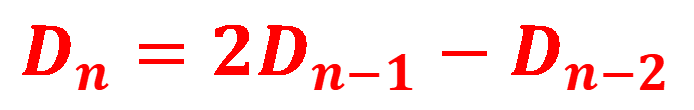 Dₙ = 2Dₙ₋₁ − Dₙ₋₂